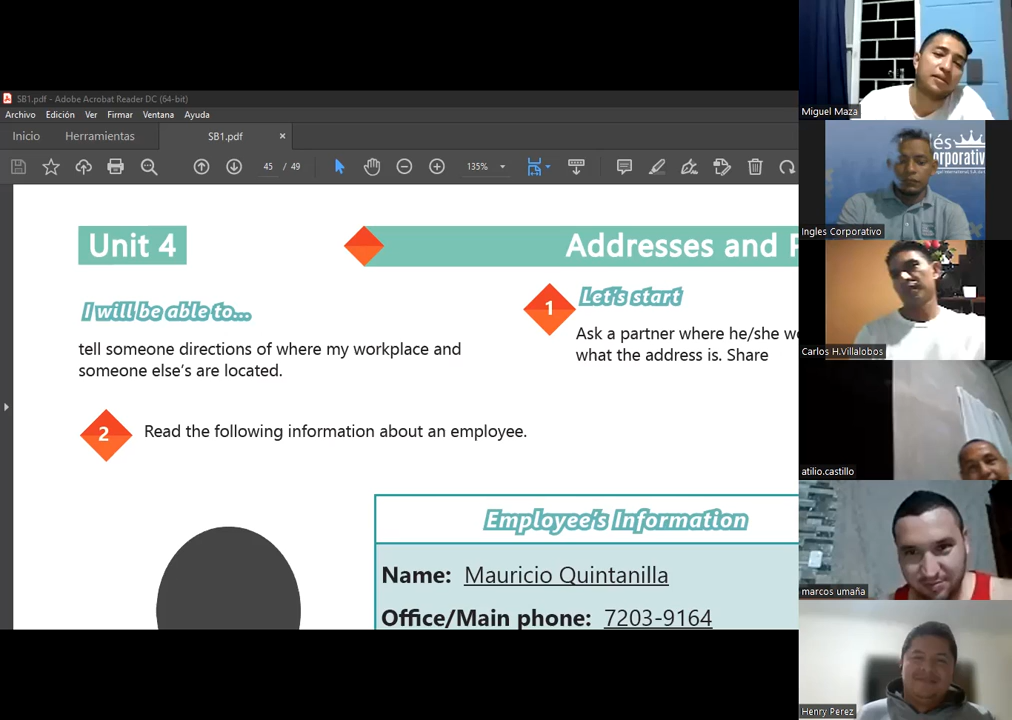 SB1.pdf - Adobe Acrobat Reader DC (64-bit)
Archivo Edición Ver Firmar Ventana Ayuda
Inicio Herramientas SB1.pdf ×
45 / 49 135%
Unit 4
Addresses and P
I will be able to...
tell someone directions of where my workplace and
someone else's are located.
1 Let's start
Ask a partner where he/she wo
what the address is. Share
2 Read the following information about an employee.
Employee's Information
Name: Mauricio Quintanilla
Office/Main phone: 7203-9164
Miguel Maza
lés
orporativ
Ingles Corporativo
Carlos H.Villalobos
atilio.castillo
marcos umaña
Henry Perez